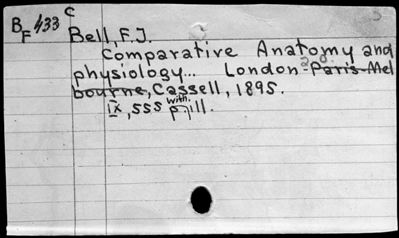 BF 433 C
Bell, F.J.
Comparative Anatomy and
physiology... London-Paris-Mel
bourne, Cassell, 1895.
IX, 555 p. with. ill.